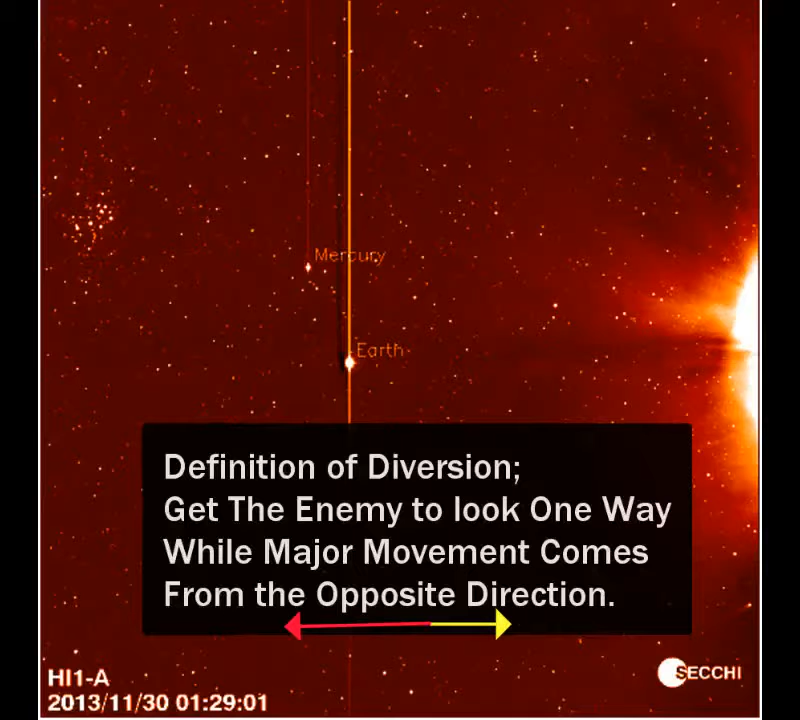 Mercury
Earth
Definition of Diversion;
Get The Enemy to look One Way
While Major Movement Comes
From the Opposite Direction.
HI1-A
2013/11/30 01:29:01
SECCHI